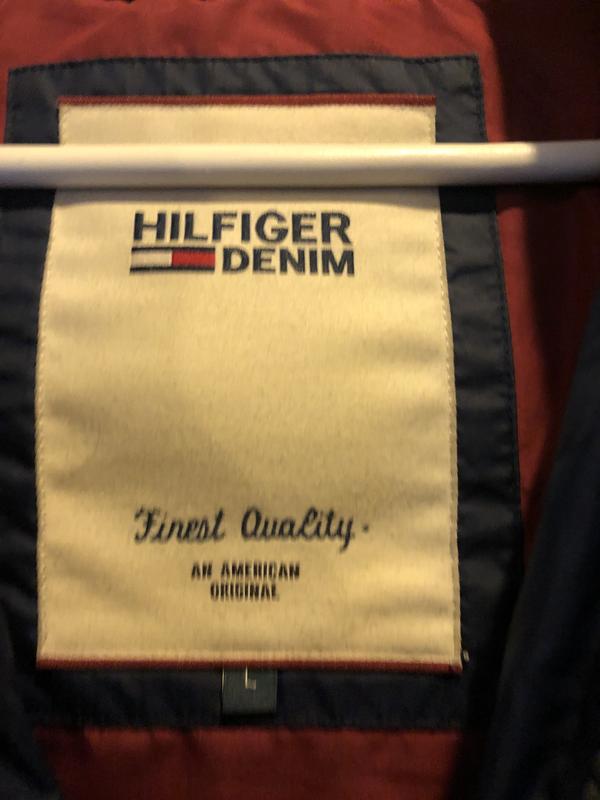 HILFIGER
DENIM
Finest Quality.
AN AMERICAN
ORIGINAL
L